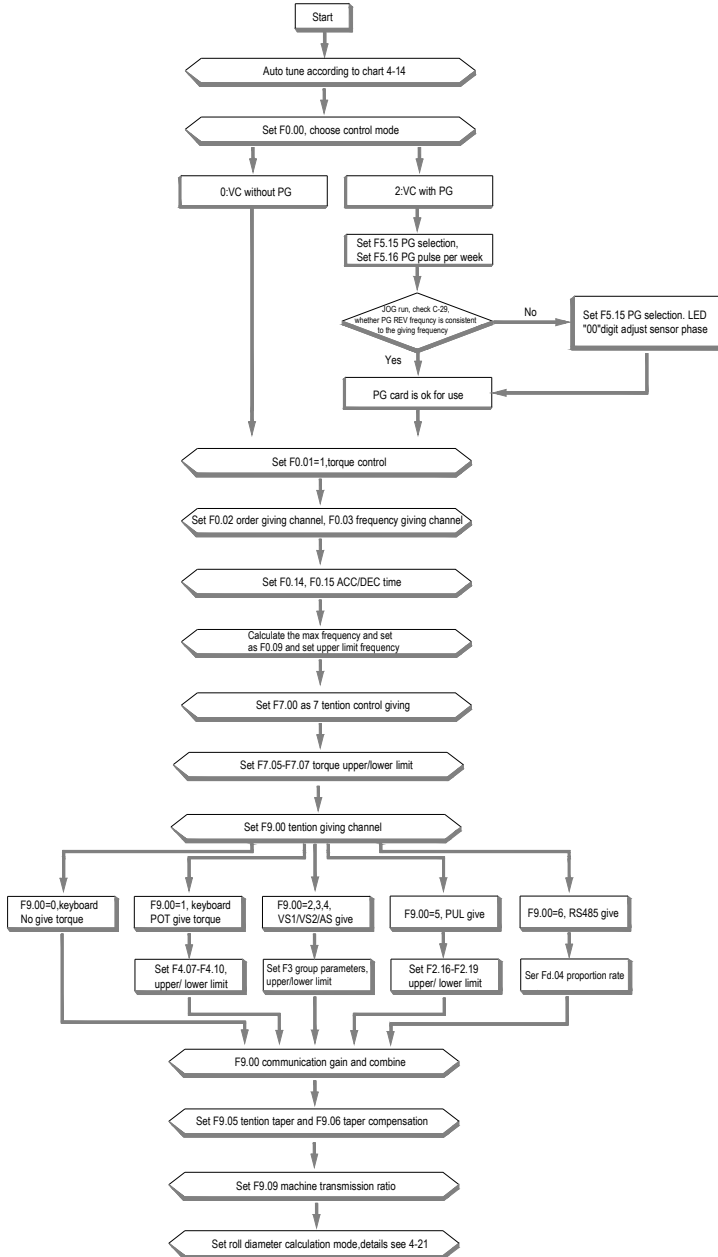 Start
Auto tune according to chart 4-14
Set F0.00, choose control mode
0:VC without PG
2:VC with PG
Set F5.15 PG selection,
Set F5.16 PG pulse per week
JOG run, check C-29,
whether PG REV frequncy is consistent
to the giving frequency
No
Set F5.15 PG selection. LED
"00"digit adjust sensor phase
Yes
PG card is ok for use
Set F0.01=1,torque control
Set F0.02 order giving channel, F0.03 frequency giving channel
Set F0.14, F0.15 ACC/DEC time
Calculate the max frequency and set
as F0.09 and set upper limit frequency
Set F7.00 as 7 tention control giving
Set F7.05-F7.07 torque upper/lower limit
Set F9.00 tention giving channel
F9.00=0,keyboard
No give torque
F9.00=1, keyboard
POT give torque
F9.00=2,3,4,
VS1/VS2/AS give
F9.00=5, PUL give
F9.00=6, RS485 give
Set F4.07-F4.10,
upper/ lower limit
Set F3 group parameters,
upper/lower limit
Set F2.16-F2.19
upper/ lower limit
Ser Fd.04 proportion rate
F9.00 communication gain and combine
Set F9.05 tention taper and F9.06 taper compensation
Set F9.09 machine transmission ratio
Set roll diameter calculation mode,details see 4-21